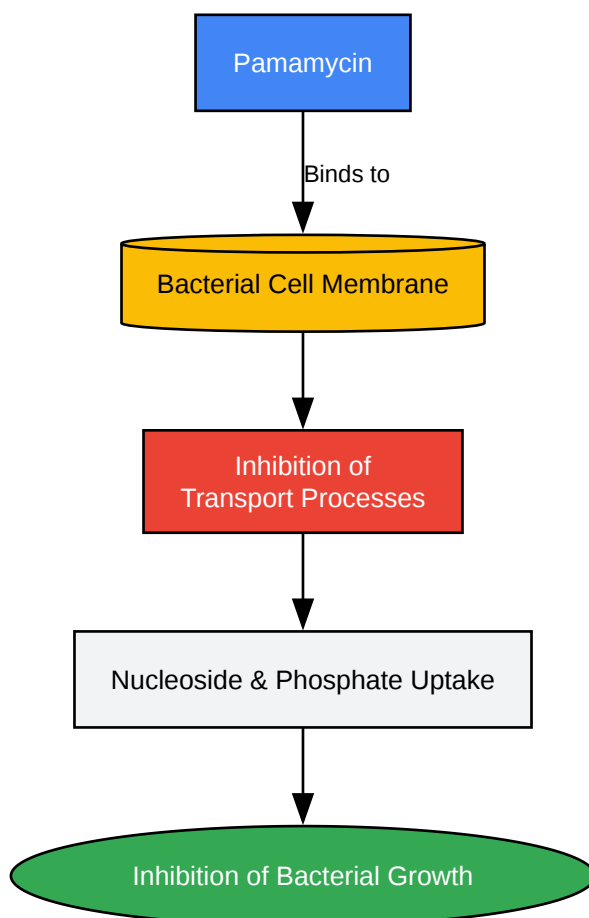 Pamamycin
Binds to
Bacterial Cell Membrane
Inhibition of
Transport Processes
Nucleoside & Phosphate Uptake
Inhibition of Bacterial Growth